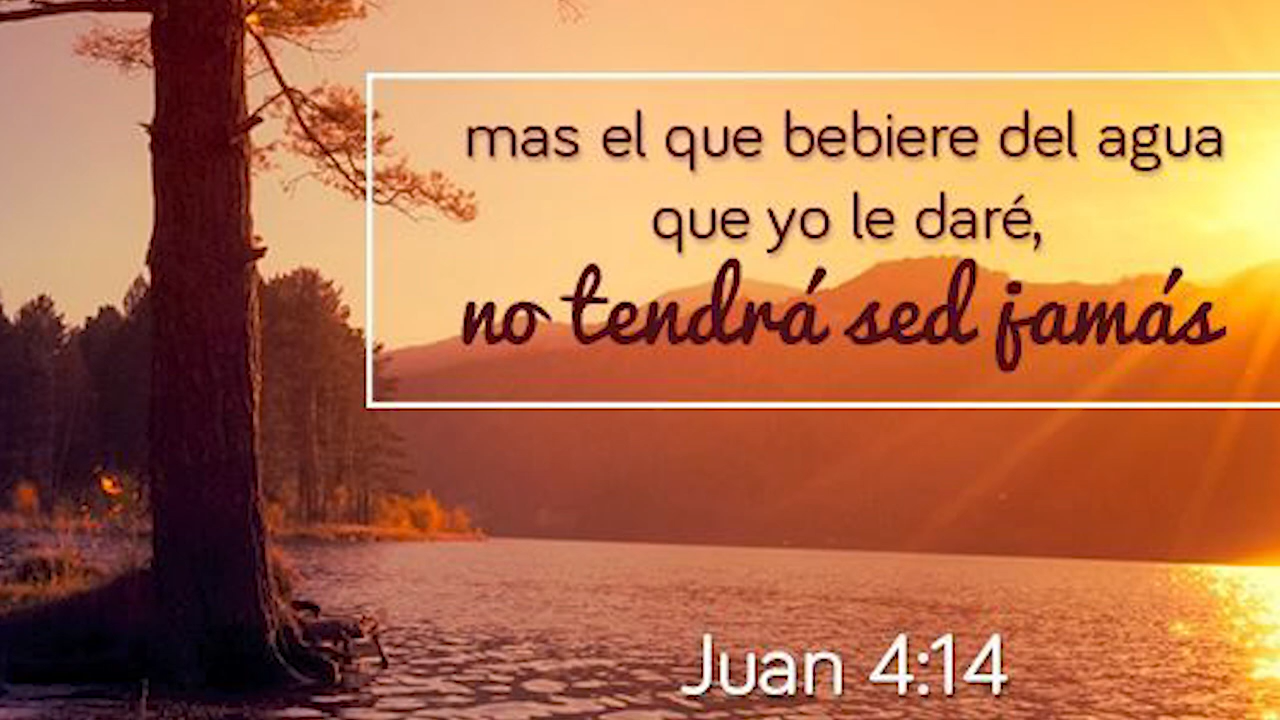 mas el que bebiere del agua
que yo le daré,
no tendrá sed jamás
Juan 4:14